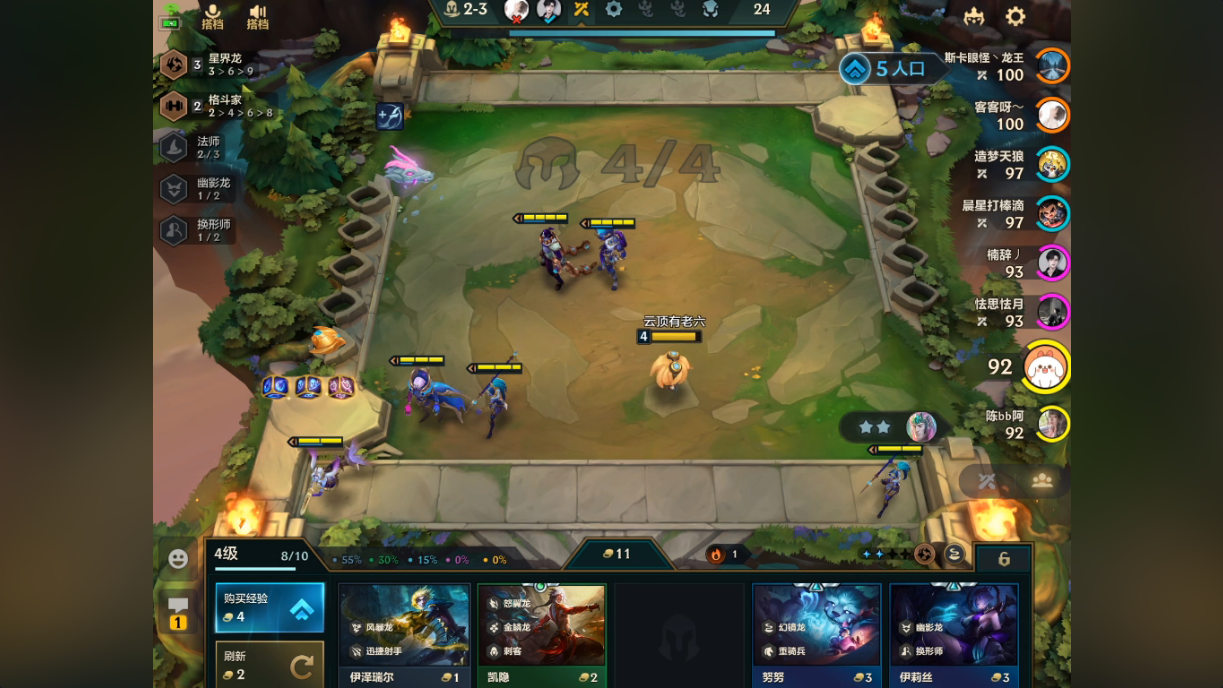 搭档
搭档
2-3
24
3 星界龙
3 > 6 > 9
2 格斗家
2 > 4 > 6 > 8
法师
2 / 3
幽影龙
1 / 2
换形师
1 / 2
4/4
5 人口
斯卡眼怪丶龙王
100
客客呀～
100
造梦天狼
97
晨星打棒滴
97
楠辞丿
93
怯思怯月
93
92
陈bb阿
92
云顶有老六
4
4级
8/10
55% 30% 15% 0% 0%
11
1
购买经验
4
刷新
2
1
风暴龙
迅捷射手
伊泽瑞尔 1
怒翼龙
金鳞龙
刺客
凯隐 2
幻镜龙
重骑兵
努努 3
幽影龙
换形师
伊莉丝 3